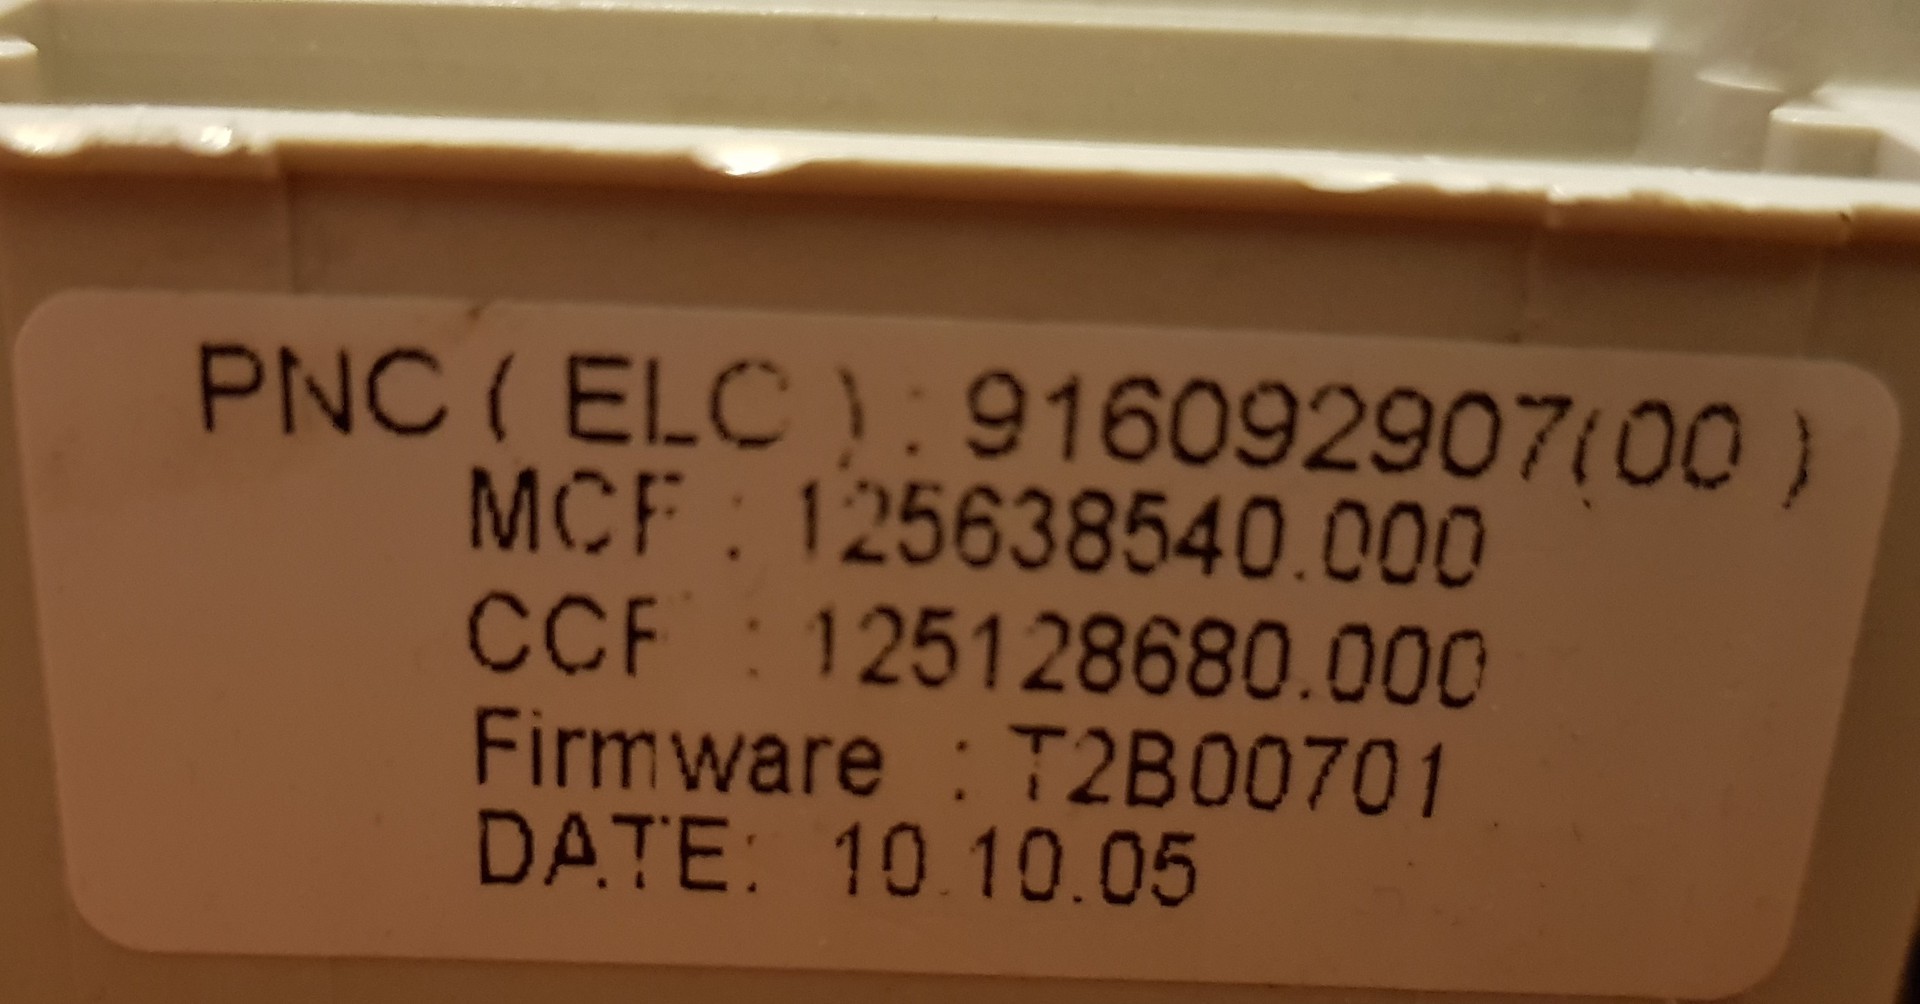 PNC ( ELC ) : 916092907(00 )
MCF : 125638540.000
CCF : 125128680.000
Firmware : T2B00701
DATE: 10.10.05